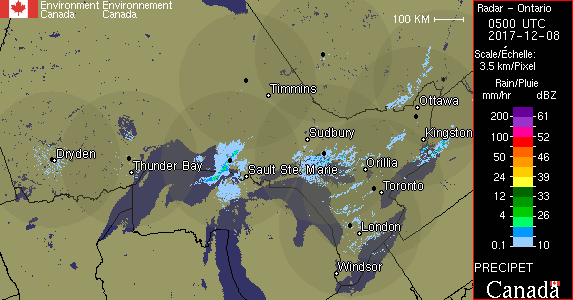 Environment Environnement
Canada Canada
100 KM
Timmins
Ottawa
Sudbury
Kingston
Dryden
Thunder Bay
Sault Ste. Marie
Orillia
Toronto
London
Windsor
Radar - Ontario
0500 UTC
2017-12-08
Scale/Échelle:
3.5 km/Pixel
Rain/Pluie
mm/hr dBZ
200 61
100 52
50 46
24 39
12 33
4 26
1 19
0.1 10
PRECIPET
Canada